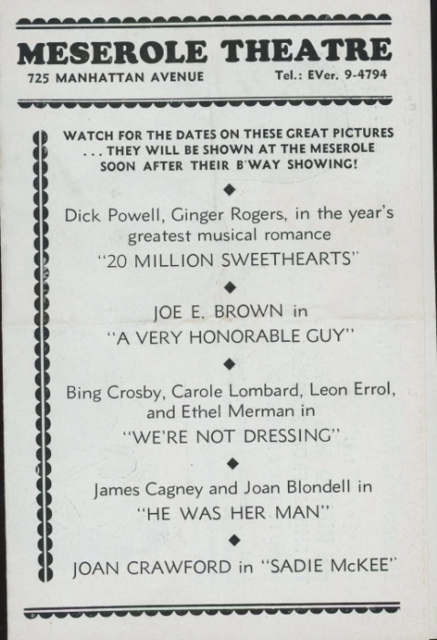 MESEROLE THEATRE
725 MANHATTAN AVENUE Tel.: EVer. 9-4794
WATCH FOR THE DATES ON THESE GREAT PICTURES
... THEY WILL BE SHOWN AT THE MESEROLE
SOON AFTER THEIR B'WAY SHOWING!
Dick Powell, Ginger Rogers, in the year's
greatest musical romance
"20 MILLION SWEETHEARTS"
JOE E. BROWN in
"A VERY HONORABLE GUY"
Bing Crosby, Carole Lombard, Leon Errol,
and Ethel Merman in
"WE'RE NOT DRESSING"
James Cagney and Joan Blondell in
"HE WAS HER MAN"
JOAN CRAWFORD in "SADIE McKEE"